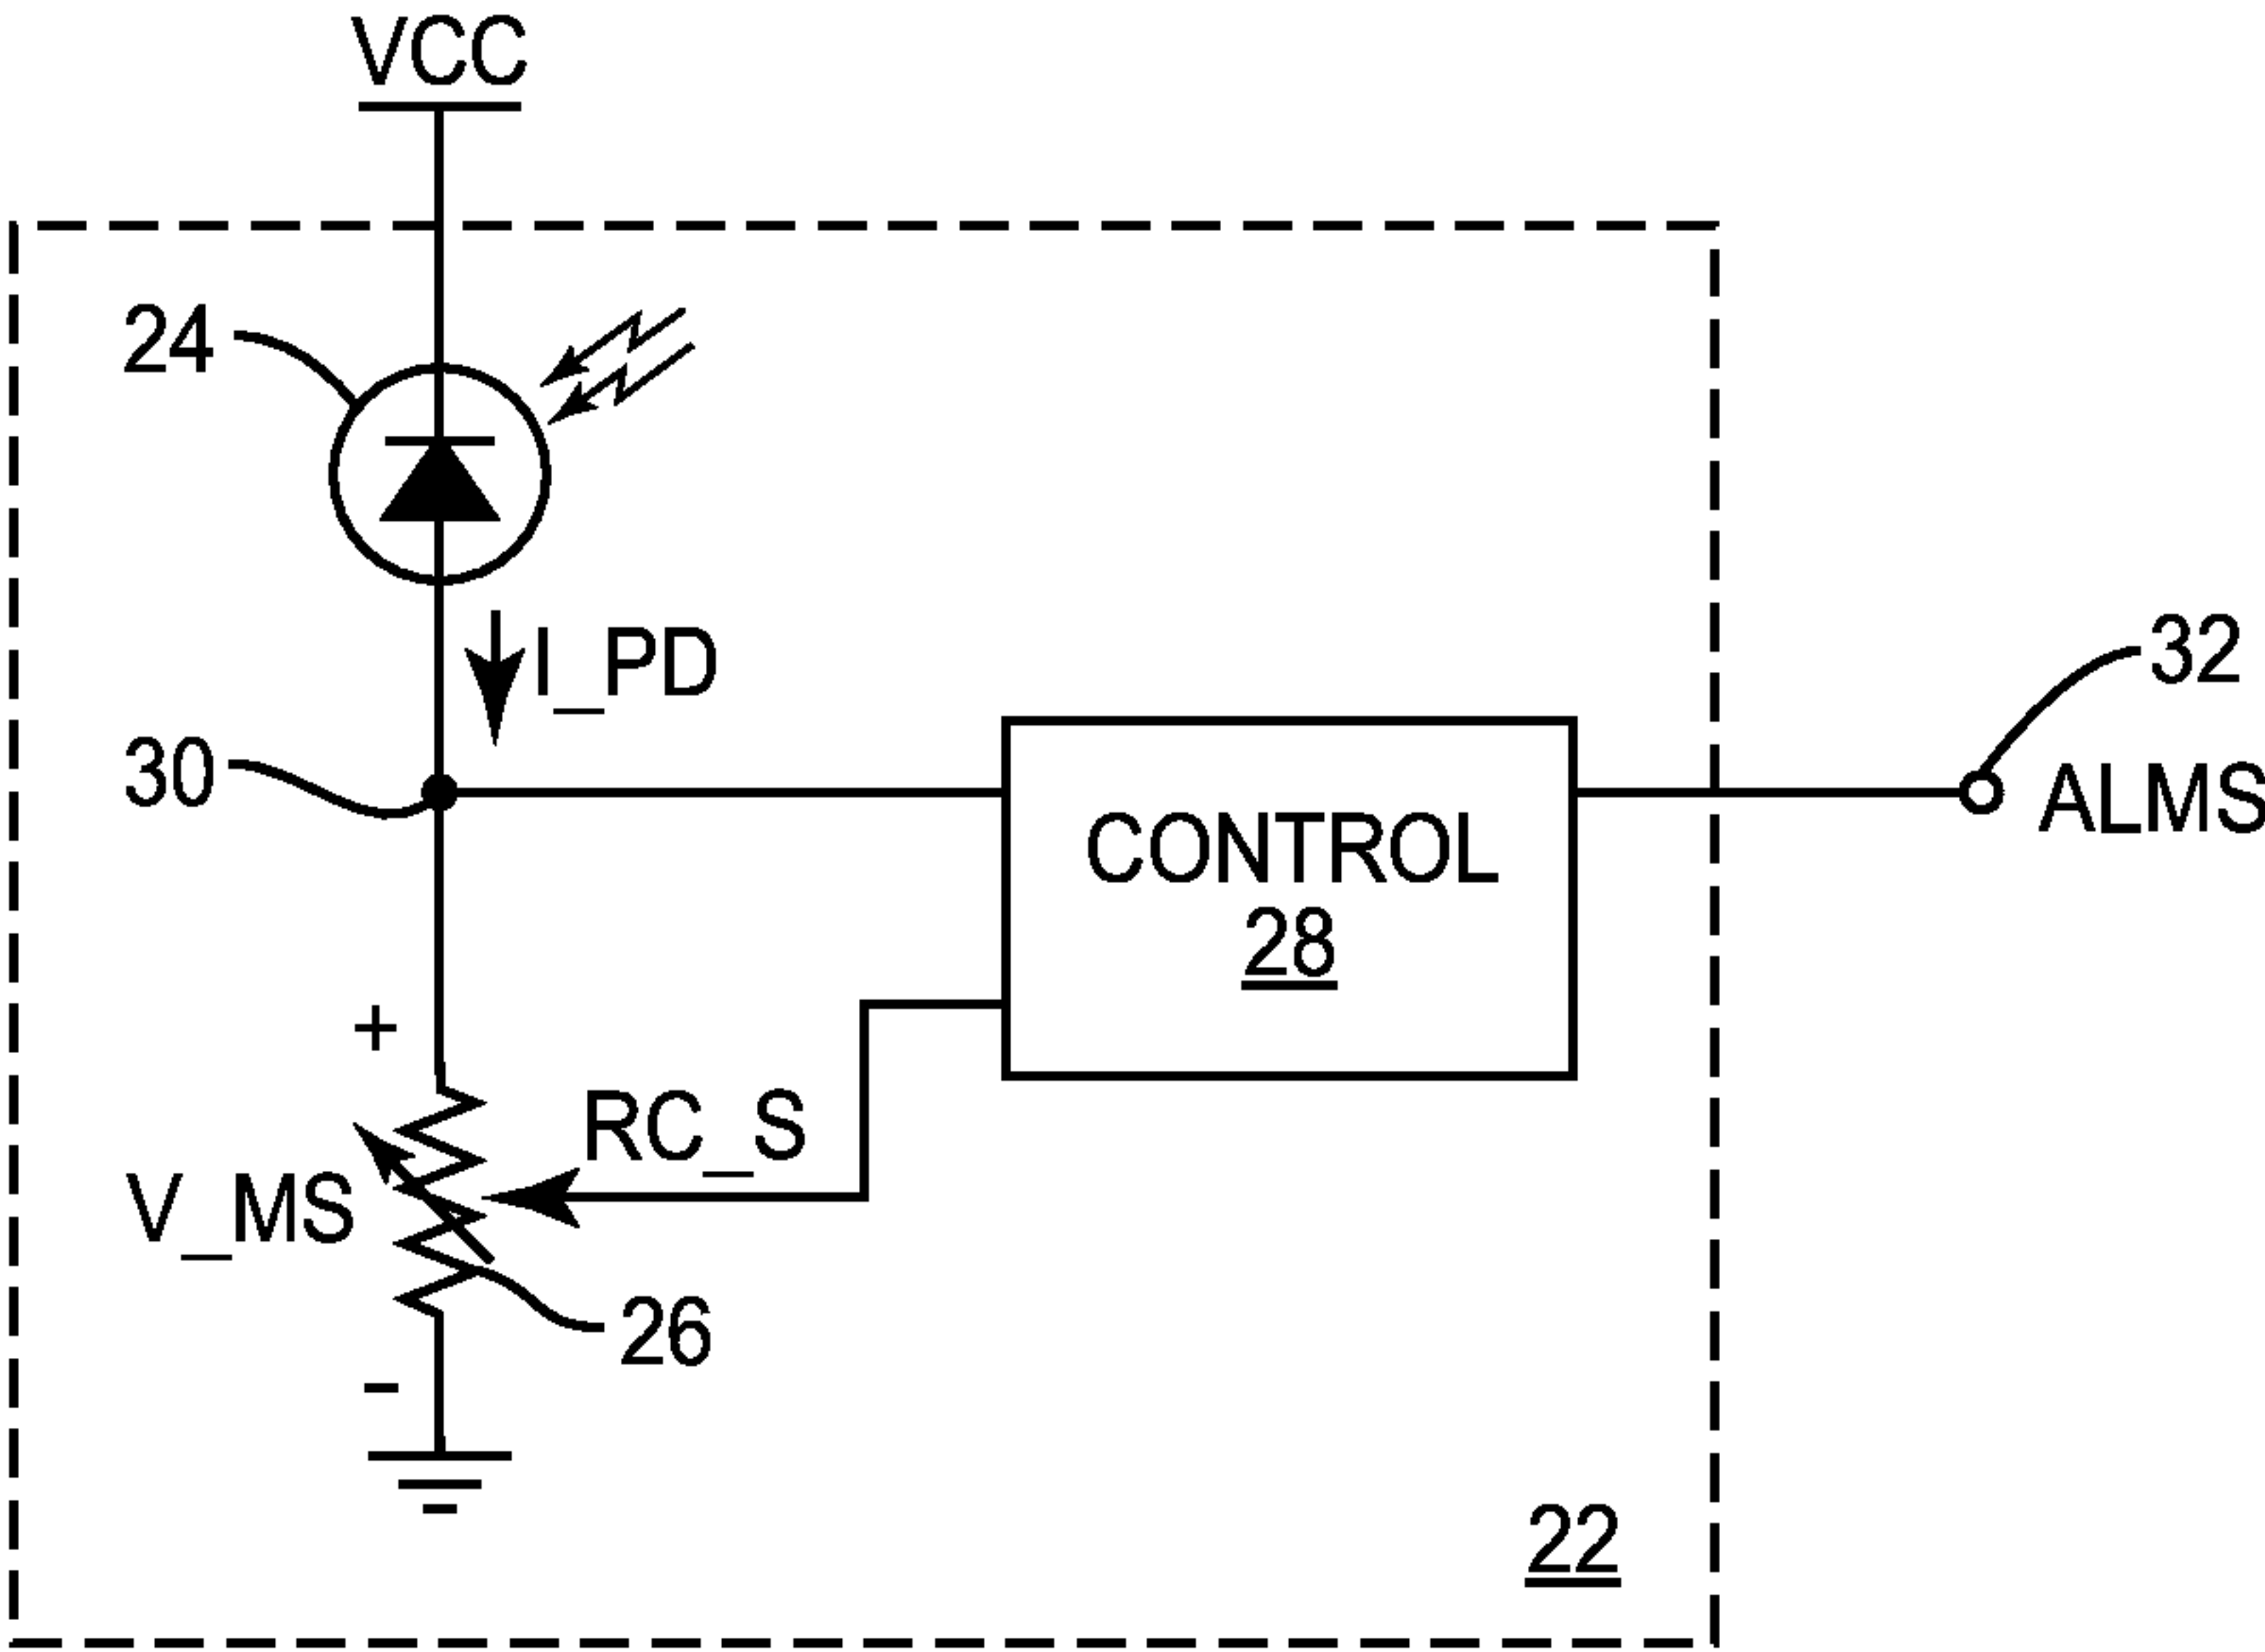 VCC
24
I_PD
32
30
ALMS
CONTROL
28
+
RC_S
V_MS
26
-
22